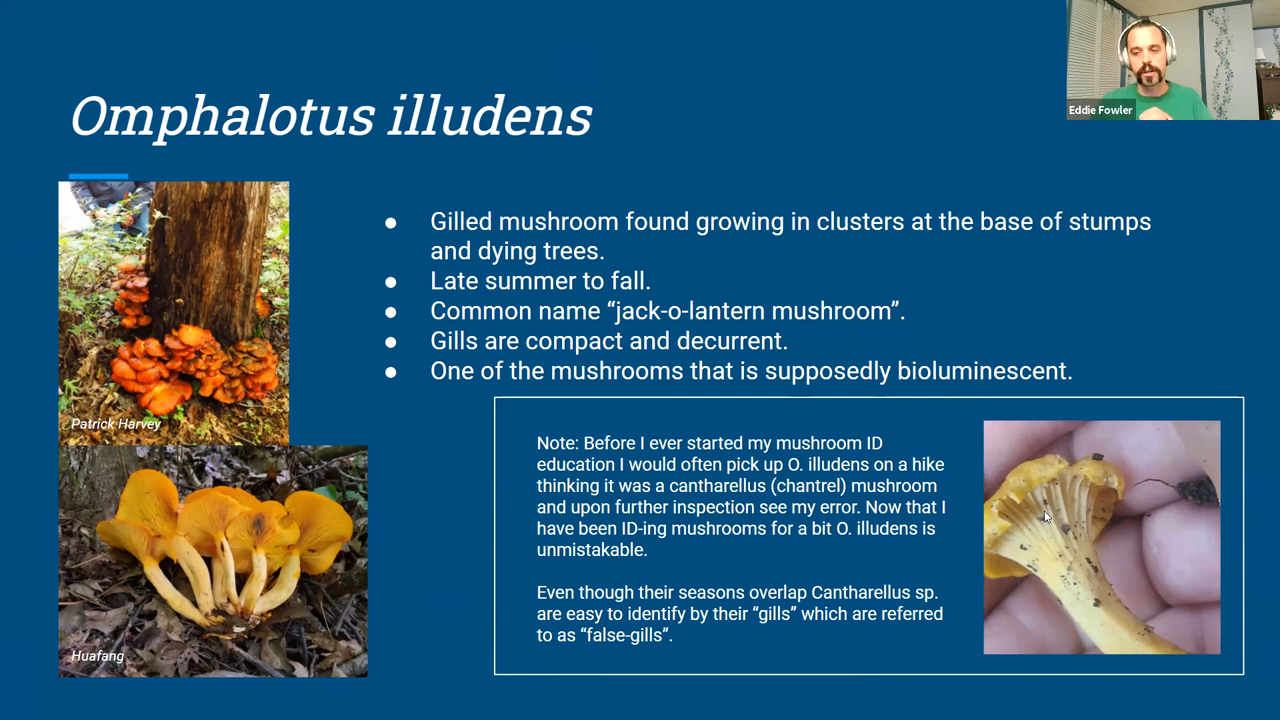 Omphalotus illudens
Eddie Fowler
● Gilled mushroom found growing in clusters at the base of stumps
and dying trees.
● Late summer to fall.
● Common name “jack-o-lantern mushroom”.
● Gills are compact and decurrent.
● One of the mushrooms that is supposedly bioluminescent.
Patrick Harvey
Huafang
Note: Before I ever started my mushroom ID
education I would often pick up O. illudens on a hike
thinking it was a cantharellus (chantrel) mushroom
and upon further inspection see my error. Now that I
have been ID-ing mushrooms for a bit O. illudens is
unmistakable.
Even though their seasons overlap Cantharellus sp.
are easy to identify by their “gills” which are referred
to as “false-gills”.